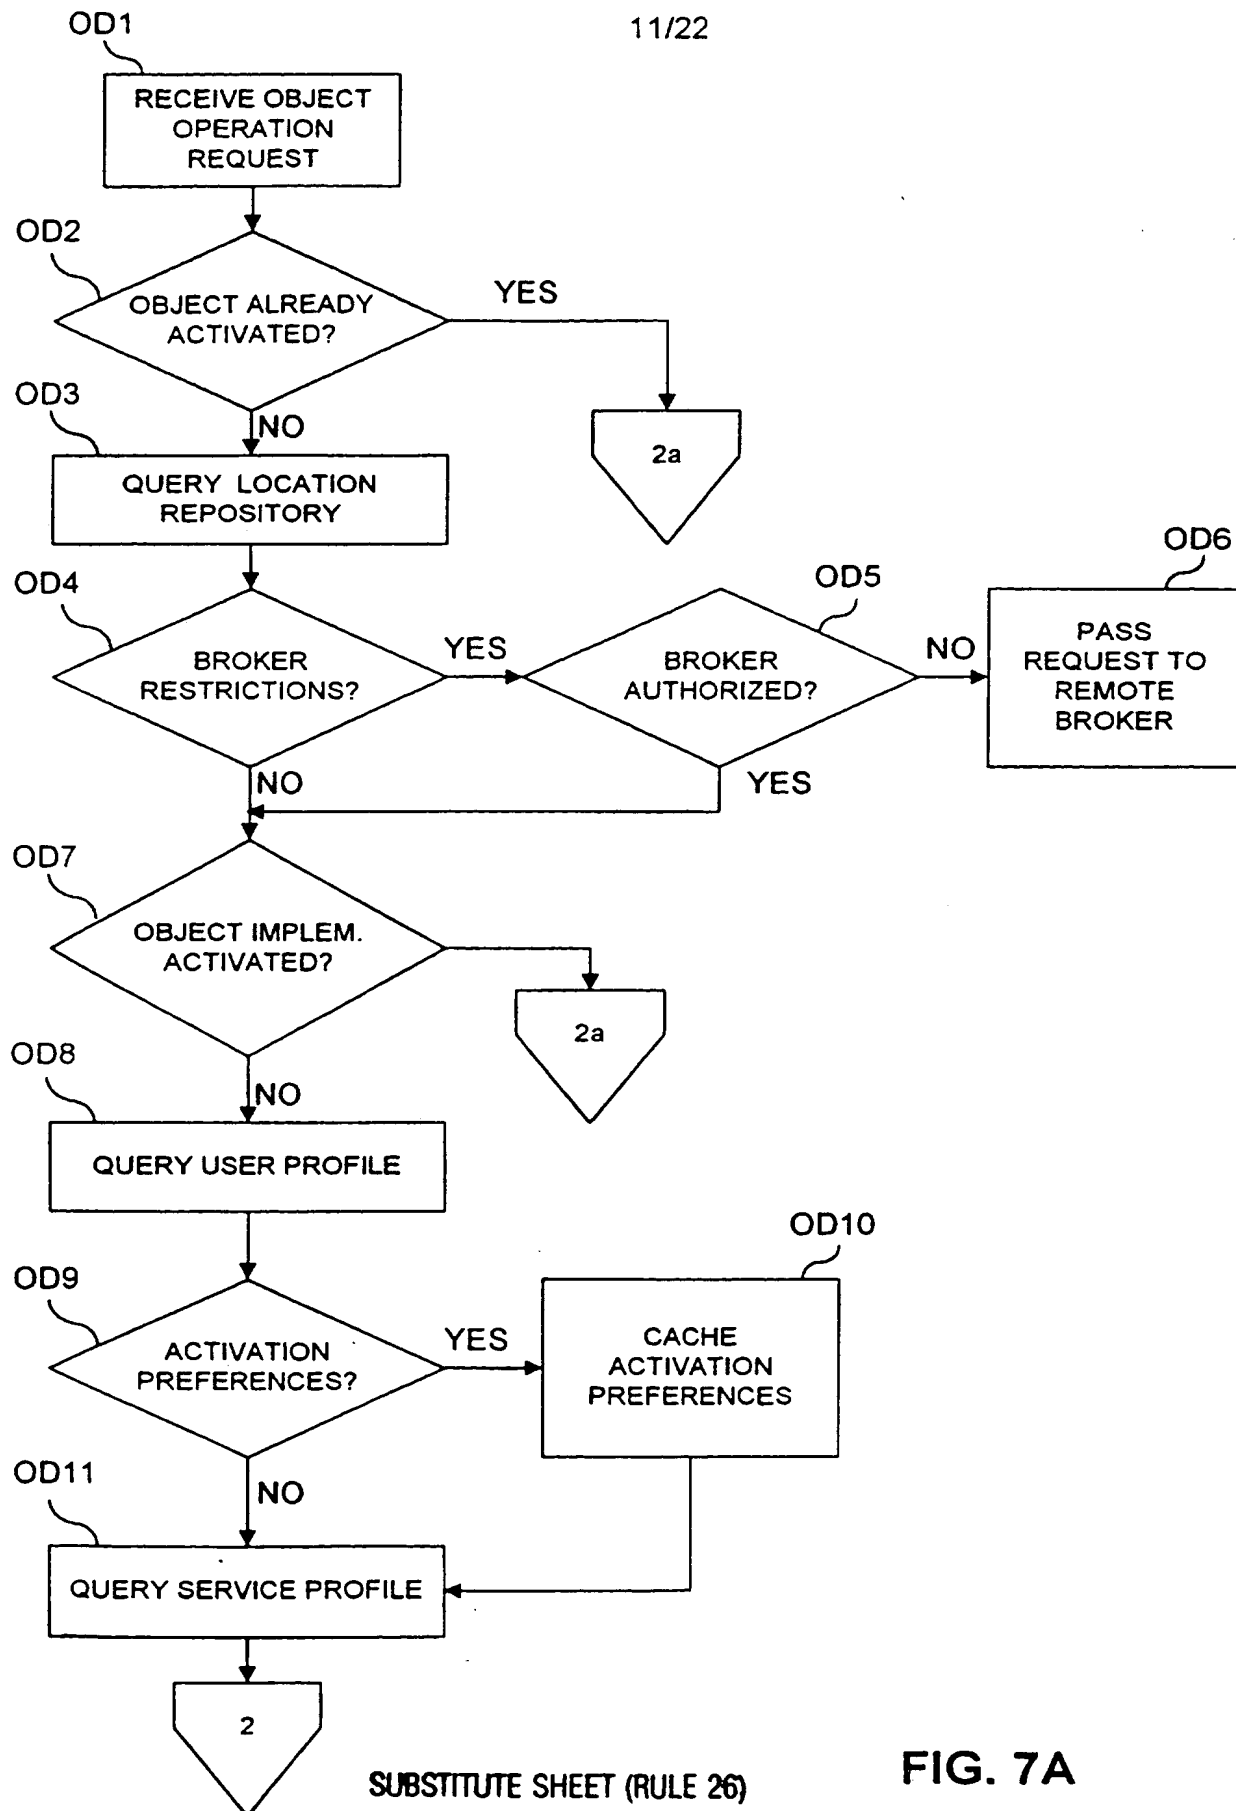 11/22
OD1
RECEIVE OBJECT
OPERATION
REQUEST
OD2
OBJECT ALREADY
ACTIVATED?
YES
2a
NO
OD3
QUERY LOCATION
REPOSITORY
OD4
BROKER
RESTRICTIONS?
YES
OD5
BROKER
AUTHORIZED?
NO
OD6
PASS
REQUEST TO
REMOTE
BROKER
NO
YES
OD7
OBJECT IMPLEM.
ACTIVATED?
2a
NO
OD8
QUERY USER PROFILE
OD9
ACTIVATION
PREFERENCES?
YES
OD10
CACHE
ACTIVATION
PREFERENCES
NO
OD11
QUERY SERVICE PROFILE
2
SUBSTITUTE SHEET (RULE 26)
FIG. 7A